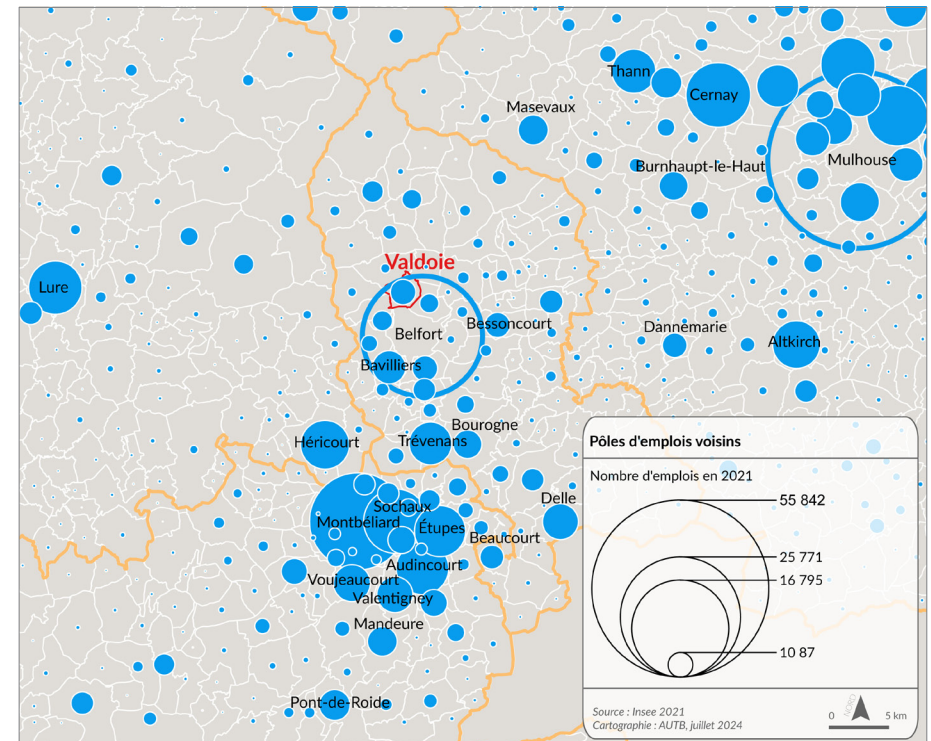 Thann
Cernay
Masevaux
Mulhouse
Burnhaupt-le-Haut
Valdoie
Lure
Bessoncourt
Dannemarie
Belfort
Altkirch
Bavilliers
Bourogne
Héricourt
Trévenans
Delle
Sochaux
Montbéliard
Étupes
Beaucourt
Audincourt
Voujeaucourt
Valentigney
Mandeure
Pont-de-Roide
Pôles d'emplois voisins
Nombre d'emplois en 2021
55 842
25 771
16 795
10 87
Source : Insee 2021
Cartographie : AUTB, juillet 2024
NORD
0 5 km